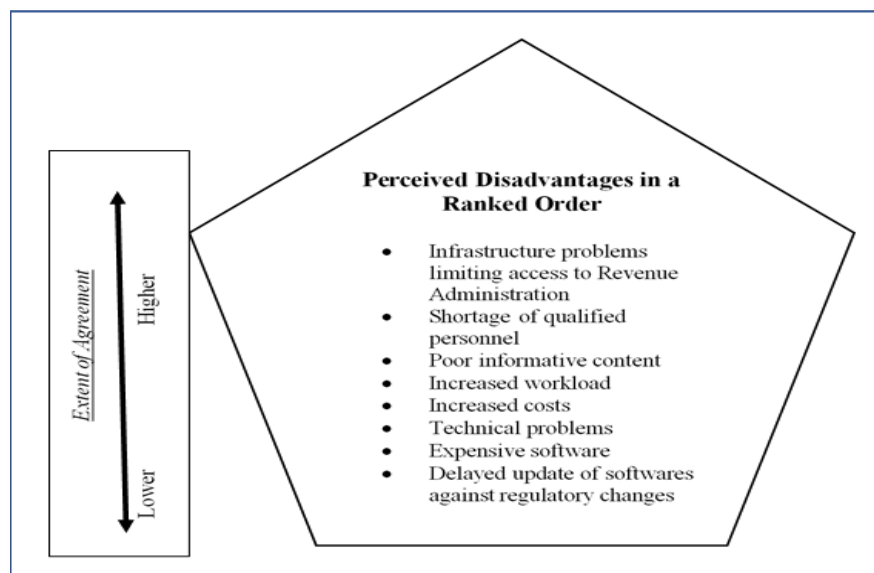 Perceived Disadvantages in a
Ranked Order
• Infrastructure problems
limiting access to Revenue
Administration
• Shortage of qualified
personnel
• Poor informative content
• Increased workload
• Increased costs
• Technical problems
• Expensive software
• Delayed update of softwares
against regulatory changes
Extent of Agreement
Higher
Lower